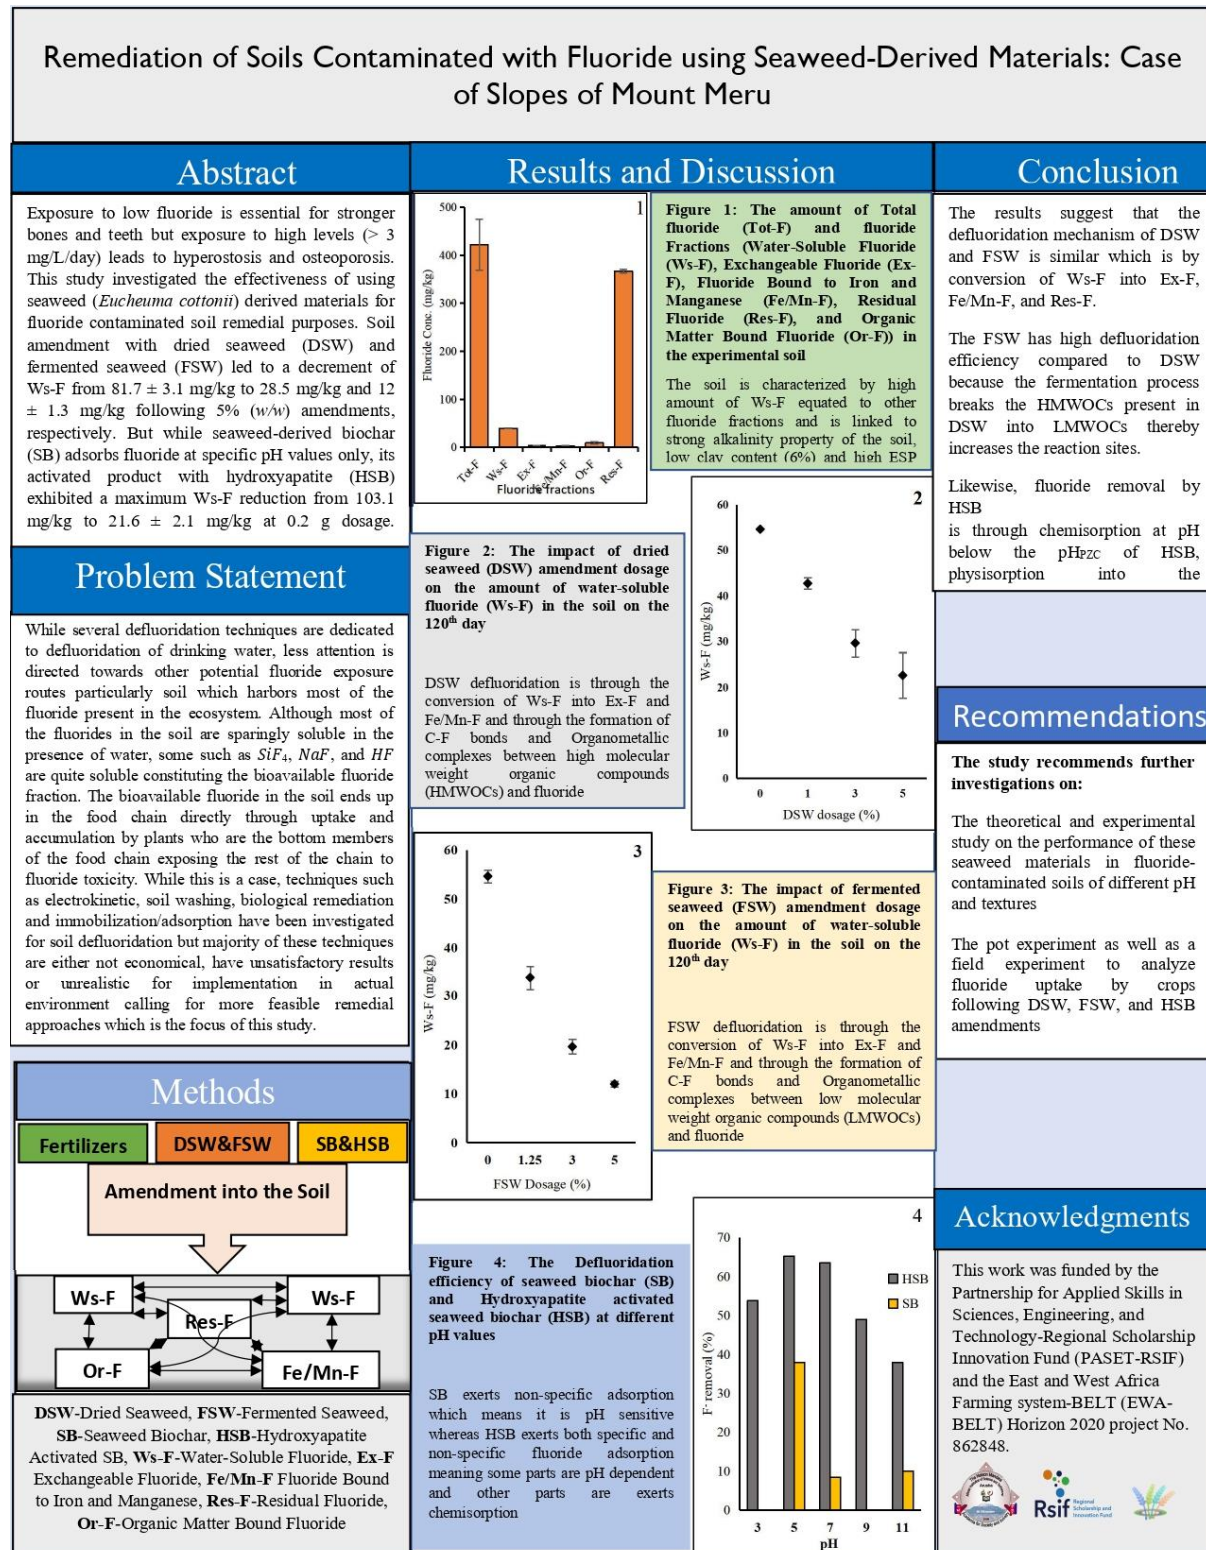 Remediation of Soils Contaminated with Fluoride using Seaweed-Derived Materials: Case
of Slopes of Mount Meru
Abstract
Exposure to low fluoride is essential for stronger
bones and teeth but exposure to high levels (> 3
mg/L/day) leads to hyperostosis and osteoporosis.
This study investigated the effectiveness of using
seaweed (Eucheuma cottonii) derived materials for
fluoride contaminated soil remedial purposes. Soil
amendment with dried seaweed (DSW) and
fermented seaweed (FSW) led to a decrement of
Ws-F from 81.7 ± 3.1 mg/kg to 28.5 mg/kg and 12
± 1.3 mg/kg following 5% (w/w) amendments,
respectively. But while seaweed-derived biochar
(SB) adsorbs fluoride at specific pH values only, its
activated product with hydroxyapatite (HSB)
exhibited a maximum Ws-F reduction from 103.1
mg/kg to 21.6 ± 2.1 mg/kg at 0.2 g dosage.
Problem Statement
While several defluoridation techniques are dedicated
to defluoridation of drinking water, less attention is
directed towards other potential fluoride exposure
routes particularly soil which harbors most of the
fluoride present in the ecosystem. Although most of
the fluorides in the soil are sparingly soluble in the
presence of water, some such as SiF₄, NaF, and HF
are quite soluble constituting the bioavailable fluoride
fraction. The bioavailable fluoride in the soil ends up
in the food chain directly through uptake and
accumulation by plants who are the bottom members
of the food chain exposing the rest of the chain to
fluoride toxicity. While this is a case, techniques such
as electrokinetic, soil washing, biological remediation
and immobilization/adsorption have been investigated
for soil defluoridation but majority of these techniques
are either not economical, have unsatisfactory results
or unrealistic for implementation in actual
environment calling for more feasible remedial
approaches which is the focus of this study.
Methods
Fertilizers
DSW&FSW
SB&HSB
Amendment into the Soil
Ws-F
Ws-F
Res-F
Or-F
Fe/Mn-F
DSW-Dried Seaweed, FSW-Fermented Seaweed,
SB-Seaweed Biochar, HSB-Hydroxyapatite
Activated SB, Ws-F-Water-Soluble Fluoride, Ex-F
Exchangeable Fluoride, Fe/Mn-F Fluoride Bound
to Iron and Manganese, Res-F-Residual Fluoride,
Or-F-Organic Matter Bound Fluoride
Results and Discussion
1
500
400
300
200
100
0
Fluoride Conc. (mg/kg)
Tot-F
Ws-F
Ex-F
Fe/Mn-F
Or-F
Res-F
Fluoride fractions
Figure 1: The amount of Total
fluoride (Tot-F) and fluoride
Fractions (Water-Soluble Fluoride
(Ws-F), Exchangeable Fluoride (Ex-
F), Fluoride Bound to Iron and
Manganese (Fe/Mn-F), Residual
Fluoride (Res-F), and Organic
Matter Bound Fluoride (Or-F)) in
the experimental soil
The soil is characterized by high
amount of Ws-F equated to other
fluoride fractions and is linked to
strong alkalinity property of the soil,
low clay content (6%) and high ESP
Figure 2: The impact of dried
seaweed (DSW) amendment dosage
on the amount of water-soluble
fluoride (Ws-F) in the soil on the
120th day
DSW defluoridation is through the
conversion of Ws-F into Ex-F and
Fe/Mn-F and through the formation of
C-F bonds and Organometallic
complexes between high molecular
weight organic compounds
(HMWOCs) and fluoride
2
60
50
40
30
20
10
0
Ws-F (mg/kg)
0 1 3 5
DSW dosage (%)
3
60
50
40
30
20
10
0
Ws-F (mg/kg)
0 1.25 3 5
FSW Dosage (%)
Figure 3: The impact of fermented
seaweed (FSW) amendment dosage
on the amount of water-soluble
fluoride (Ws-F) in the soil on the
120th day
FSW defluoridation is through the
conversion of Ws-F into Ex-F and
Fe/Mn-F and through the formation of
C-F bonds and Organometallic
complexes between low molecular
weight organic compounds (LMWOCs)
and fluoride
Figure 4: The Defluoridation
efficiency of seaweed biochar (SB)
and Hydroxyapatite activated
seaweed biochar (HSB) at different
pH values
SB exerts non-specific adsorption
which means it is pH sensitive
whereas HSB exerts both specific and
non-specific fluoride adsorption
meaning some parts are pH dependent
and other parts are exerts
chemisorption
4
70
60
50
40
30
20
10
0
F- removal (%)
HSB
SB
3 5 7 9 11
pH
Conclusion
The results suggest that the
defluoridation mechanism of DSW
and FSW is similar which is by
conversion of Ws-F into Ex-F,
Fe/Mn-F, and Res-F.
The FSW has high defluoridation
efficiency compared to DSW
because the fermentation process
breaks the HMWOCs present in
DSW into LMWOCs thereby
increases the reaction sites.
Likewise, fluoride removal by
HSB
is through chemisorption at pH
below the pHPZC of HSB,
physisorption into the
Recommendations
The study recommends further
investigations on:
The theoretical and experimental
study on the performance of these
seaweed materials in fluoride-
contaminated soils of different pH
and textures
The pot experiment as well as a
field experiment to analyze
fluoride uptake by crops
following DSW, FSW, and HSB
amendments
Acknowledgments
This work was funded by the
Partnership for Applied Skills in
Sciences, Engineering, and
Technology-Regional Scholarship
Innovation Fund (PASET-RSIF)
and the East and West Africa
Farming system-BELT (EWA-
BELT) Horizon 2020 project No.
862848.
Rsif
Regional
Scholarship and
Innovation Fund